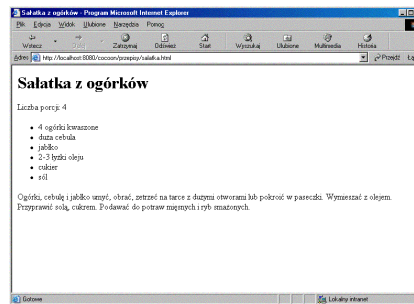 Sałatka z ogórków - Program Microsoft Internet Explorer
Plik Edycja Widok Ulubione Narzędzia Pomoc
Wstecz Dalej Zatrzymaj Odśwież Start Wyszukaj Ulubione Multimedia Historia
Adres http://localhost:8080/cocoon/przepisy/salatka.html Przejdź
Sałatka z ogórków
Liczba porcji: 4
• 4 ogórki kwaszone
• duża cebula
• jabłko
• 2-3 łyżki oleju
• cukier
• sól
Ogórki, cebulę i jabłko umyć, obrać, zetrzeć na tarce z dużymi otworami lub pokroić w paseczki. Wymieszać z olejem.
Przyprawić solą, cukrem. Podawać do potraw mięsnych i ryb smażonych.
Gotowe Lokalny intranet